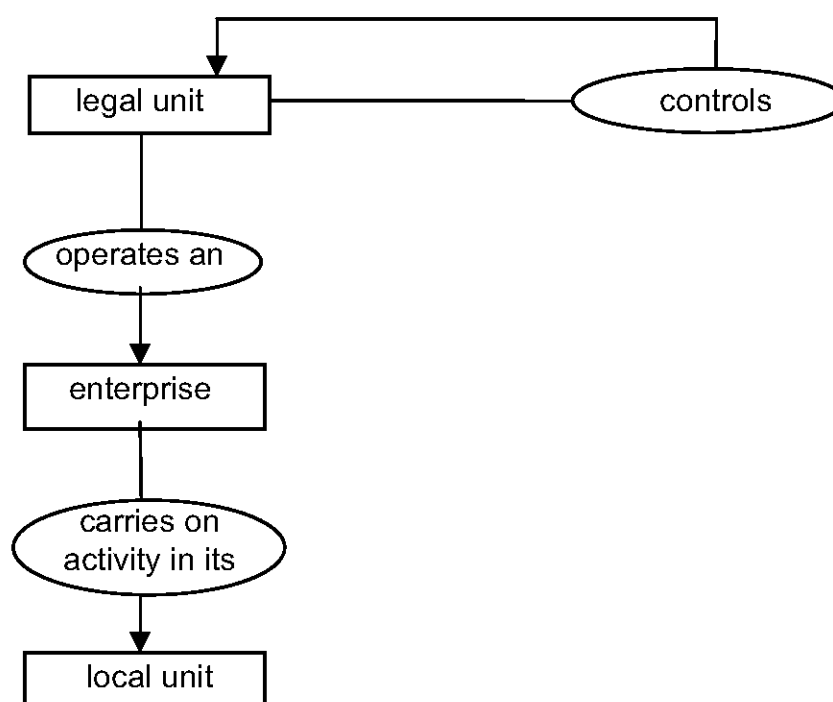 legal unit
controls
operates an
enterprise
carries on
activity in its
local unit